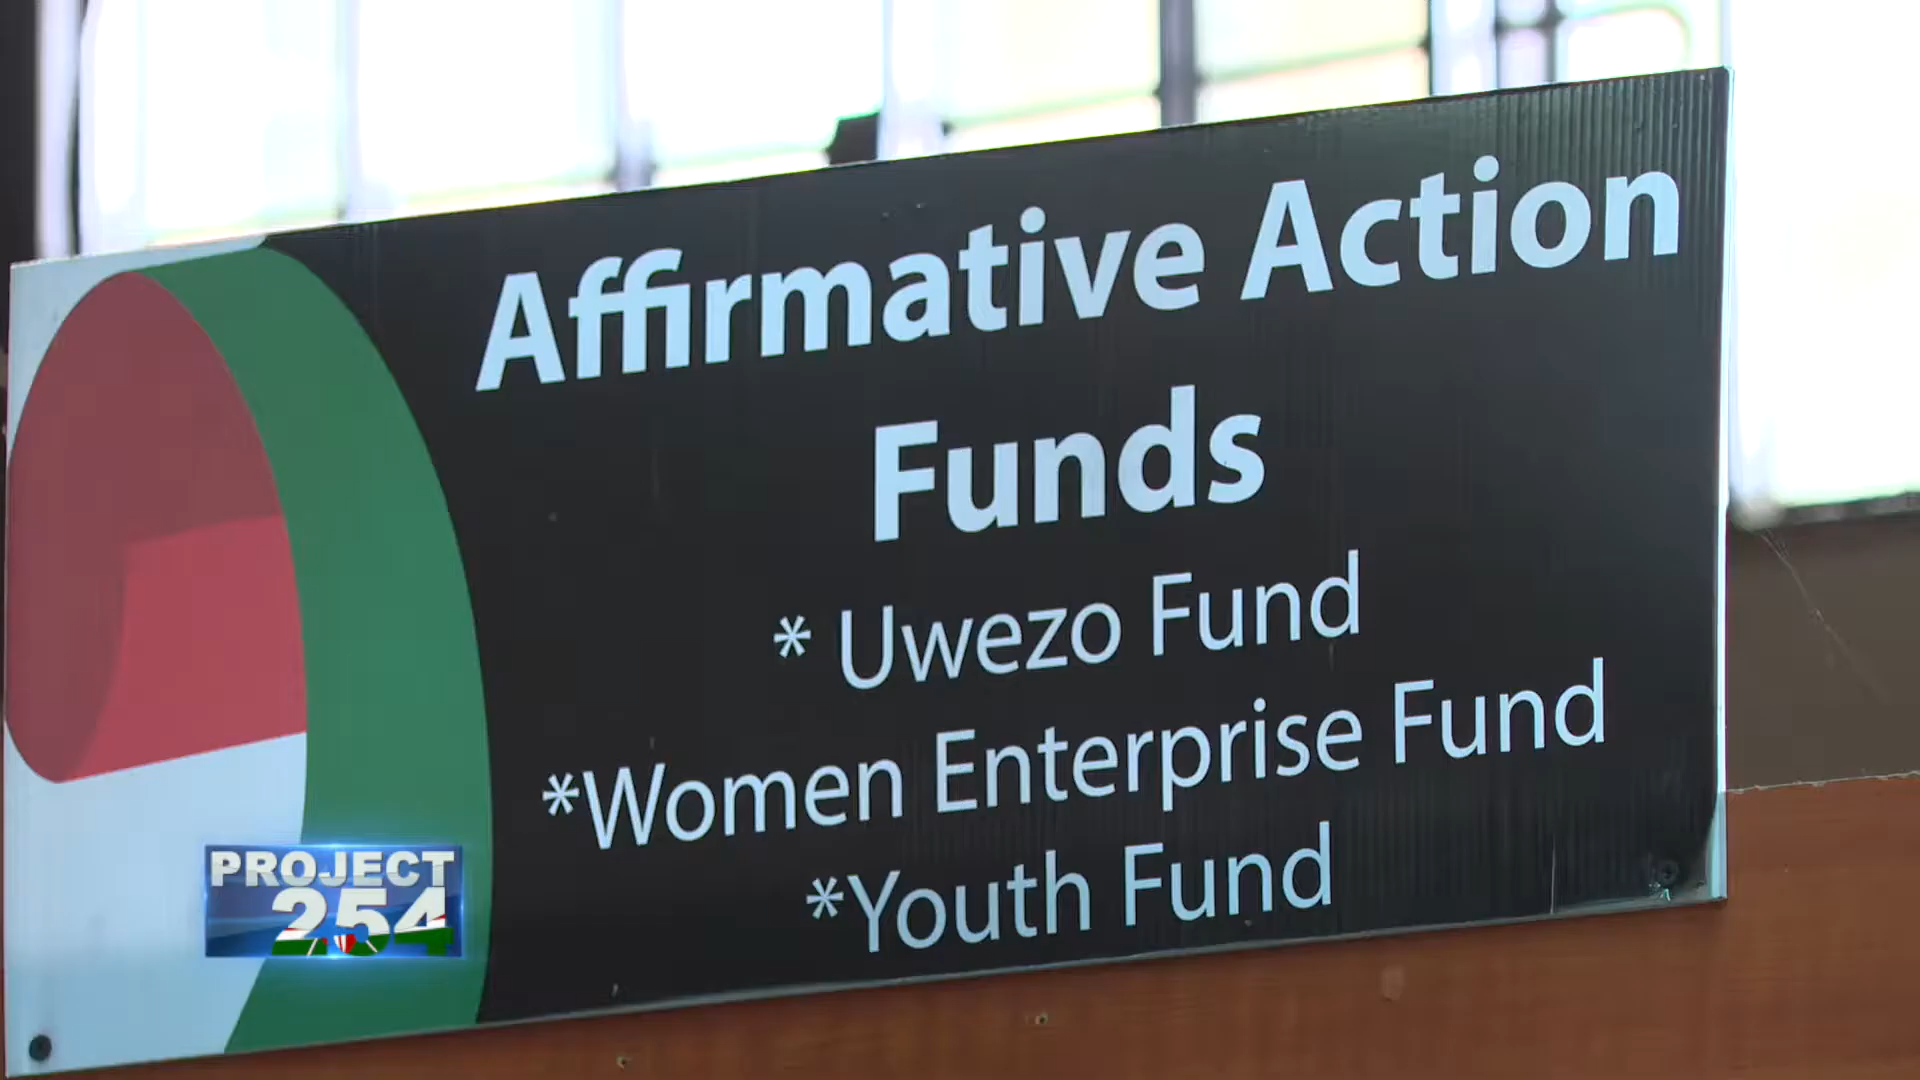 Affirmative Action
Funds
* Uwezo Fund
*Women Enterprise Fund
*Youth Fund
PROJECT
254